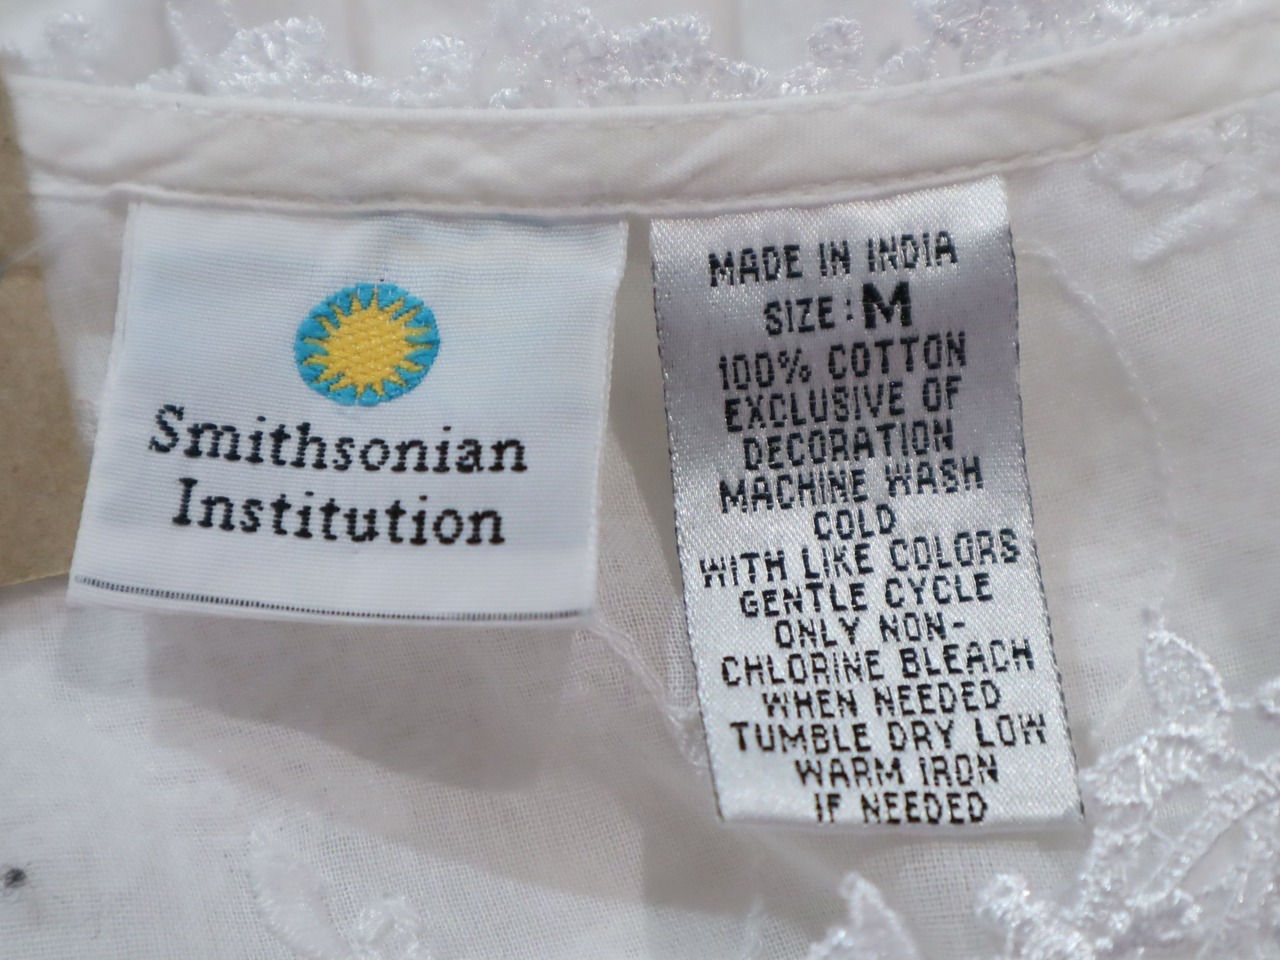 Smithsonian
Institution
MADE IN INDIA
SIZE: M
100% COTTON
EXCLUSIVE OF
DECORATION
MACHINE WASH
COLD
WITH LIKE COLORS
GENTLE CYCLE
ONLY NON-
CHLORINE BLEACH
WHEN NEEDED
TUMBLE DRY LOW
WARM IRON
IF NEEDED